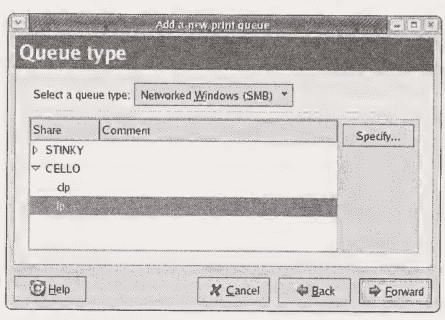 Add a new print queue
Queue type
Select a queue type: Networked Windows (SMB)
Share Comment Specify...
STINKY
CELLO
clp
lp
Help Cancel Back Forward